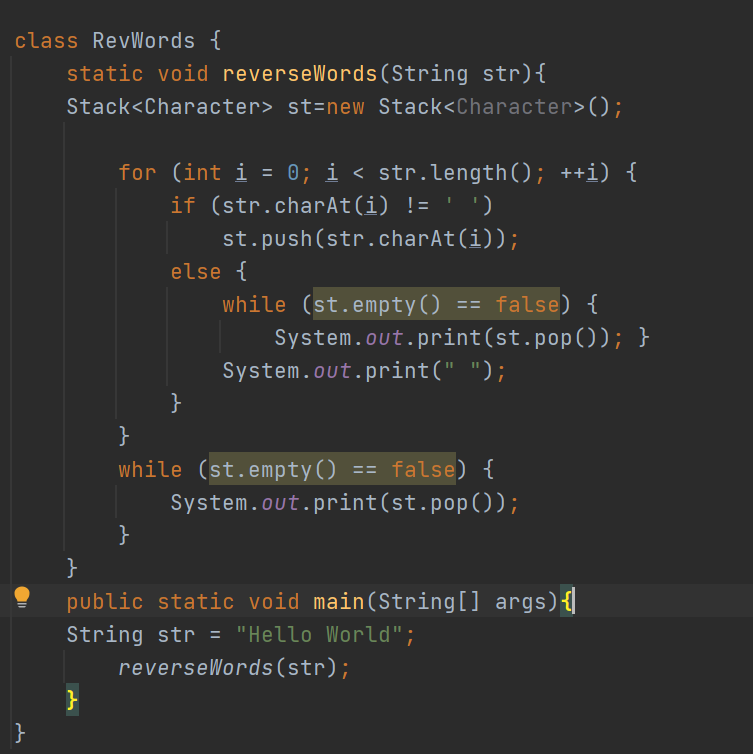 class RevWords {
    static void reverseWords(String str){
    Stack<Character> st=new Stack<Character>();

        for (int i = 0; i < str.length(); ++i) {
            if (str.charAt(i) != ' ')
                st.push(str.charAt(i));
            else {
                while (st.empty() == false) {
                    System.out.print(st.pop()); }
                System.out.print(" ");
            }
        }
        while (st.empty() == false) {
            System.out.print(st.pop());
        }
    }
    public static void main(String[] args){
    String str = "Hello World";
        reverseWords(str);
    }
}